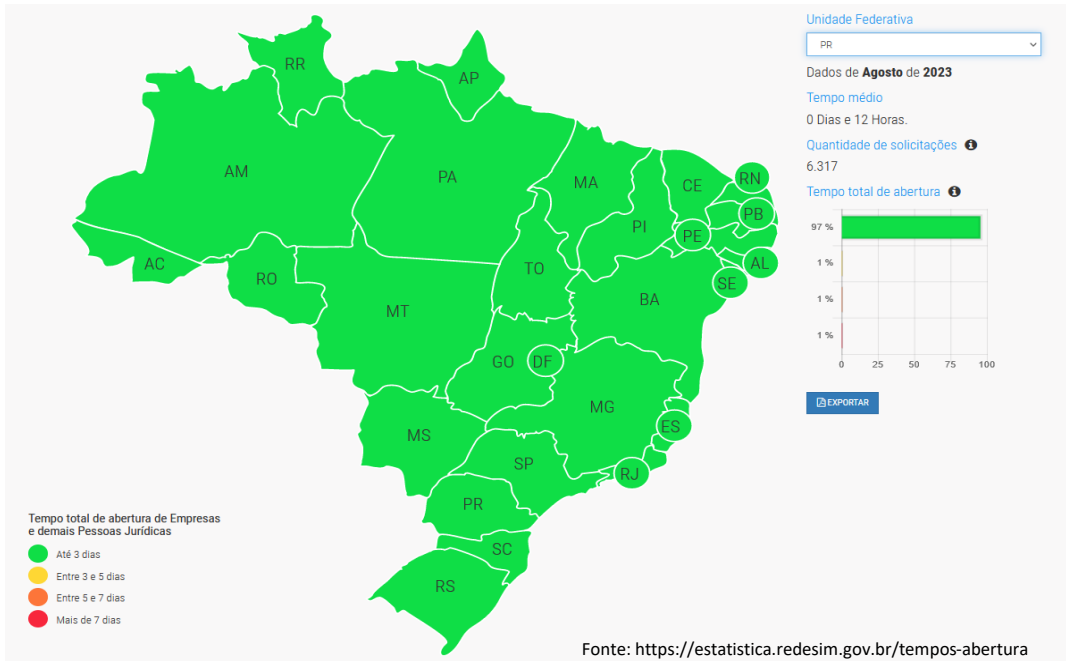 Unidade Federativa
PR
Dados de Agosto de 2023
Tempo médio
0 Dias e 12 Horas.
Quantidade de solicitações
6.317
Tempo total de abertura
97 %
1 %
1 %
1 %
0 25 50 75 100
EXPORTAR
RR
AP
AM
PA
MA
CE
RN
PB
PI
PE
AC
RO
TO
AL
SE
MT
BA
GO
DF
MG
MS
ES
SP
RJ
PR
SC
RS
Tempo total de abertura de Empresas
e demais Pessoas Jurídicas
Até 3 dias
Entre 3 e 5 dias
Entre 5 e 7 dias
Mais de 7 dias
Fonte: https://estatistica.redesim.gov.br/tempos-abertura